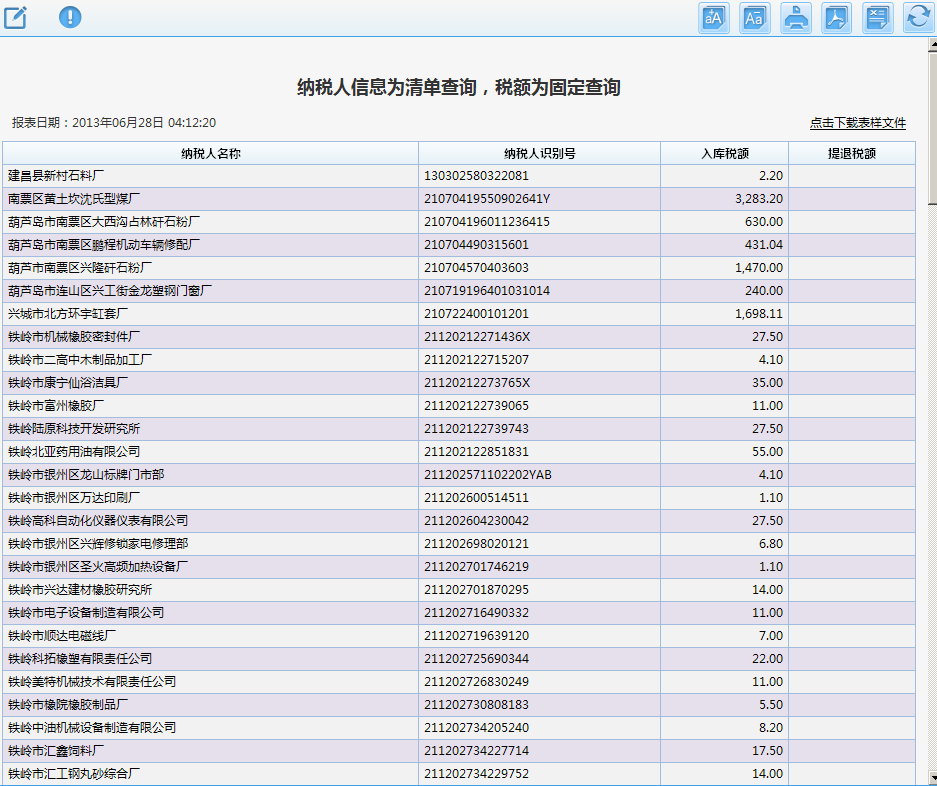 纳税人信息为清单查询，税额为固定查询
报表日期：2013年06月28日 04:12:20 点击下载表样文件
纳税人名称 纳税人识别号 入库税额 提退税额
建昌县新村石料厂 130302580322081 2.20
南票区黄土坎沈氏型煤厂 21070419550902641Y 3,283.20
葫芦岛市南票区大西沟占林矸石粉厂 210704196011236415 630.00
葫芦岛市南票区鹏程机动车辆修配厂 210704490315601 431.04
葫芦市南票区兴隆矸石粉厂 210704570403603 1,470.00
葫芦岛市连山区兴工街金龙塑钢门窗厂 210719196401031014 240.00
兴城市北方环宇缸套厂 210722400101201 1,698.11
铁岭市机械橡胶密封件厂 21120212271436X 27.50
铁岭市二高中木制品加工厂 211202122715207 4.10
铁岭市康宁仙浴洁具厂 21120212273765X 35.00
铁岭市富州橡胶厂 211202122739065 11.00
铁岭陆原科技开发研究所 211202122739743 27.50
铁岭北亚药用油有限公司 211202122851831 55.00
铁岭市银州区龙山标牌门市部 211202571102202YAB 4.10
铁岭市银州区万达印刷厂 211202600514511 1.10
铁岭高科自动化仪器仪表有限公司 211202604230042 27.50
铁岭市银州区兴辉修锁家电修理部 211202698020121 6.80
铁岭市银州区圣火高频加热设备厂 211202701746219 1.10
铁岭市兴达建材橡胶研究所 211202701870295 14.00
铁岭市电子设备制造有限公司 211202716490332 11.00
铁岭市顺达电磁线厂 211202719639120 7.00
铁岭科拓橡塑有限责任公司 211202725690344 22.00
铁岭美特机械技术有限责任公司 211202726830249 11.00
铁岭市橡院橡胶制品厂 211202730808183 5.50
铁岭中油机械设备制造有限公司 211202734205240 8.20
铁岭市汇鑫饲料厂 211202734227714 17.50
铁岭市汇工钢丸砂综合厂 211202734229752 14.00